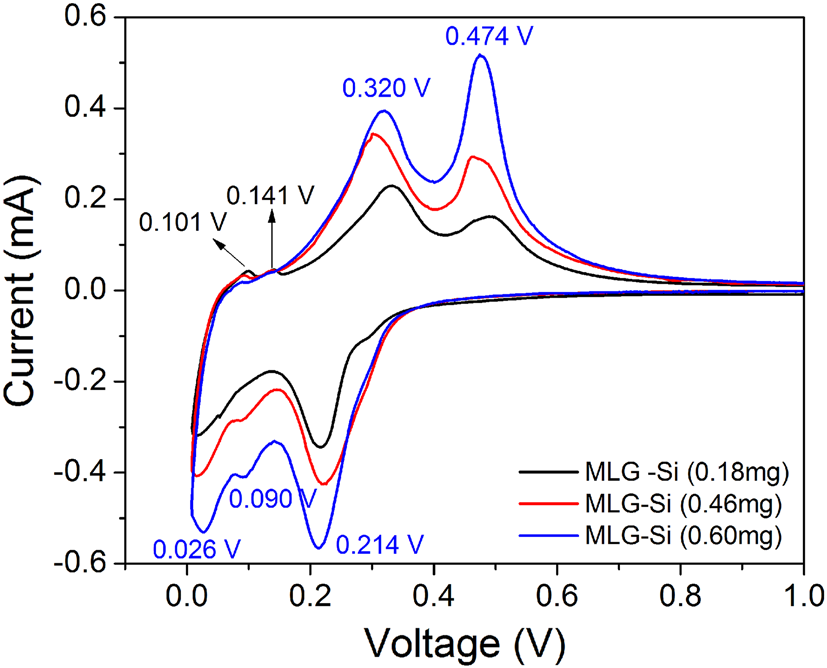 0.6
0.474 V
0.320 V
0.4
0.141 V
0.2
0.101 V
0.0
-0.2
-0.4
-0.6
Current (mA)
0.090 V
0.026 V
0.214 V
MLG -Si (0.18mg)
MLG-Si (0.46mg)
MLG-Si (0.60mg)
0.0 0.2 0.4 0.6 0.8 1.0
Voltage (V)